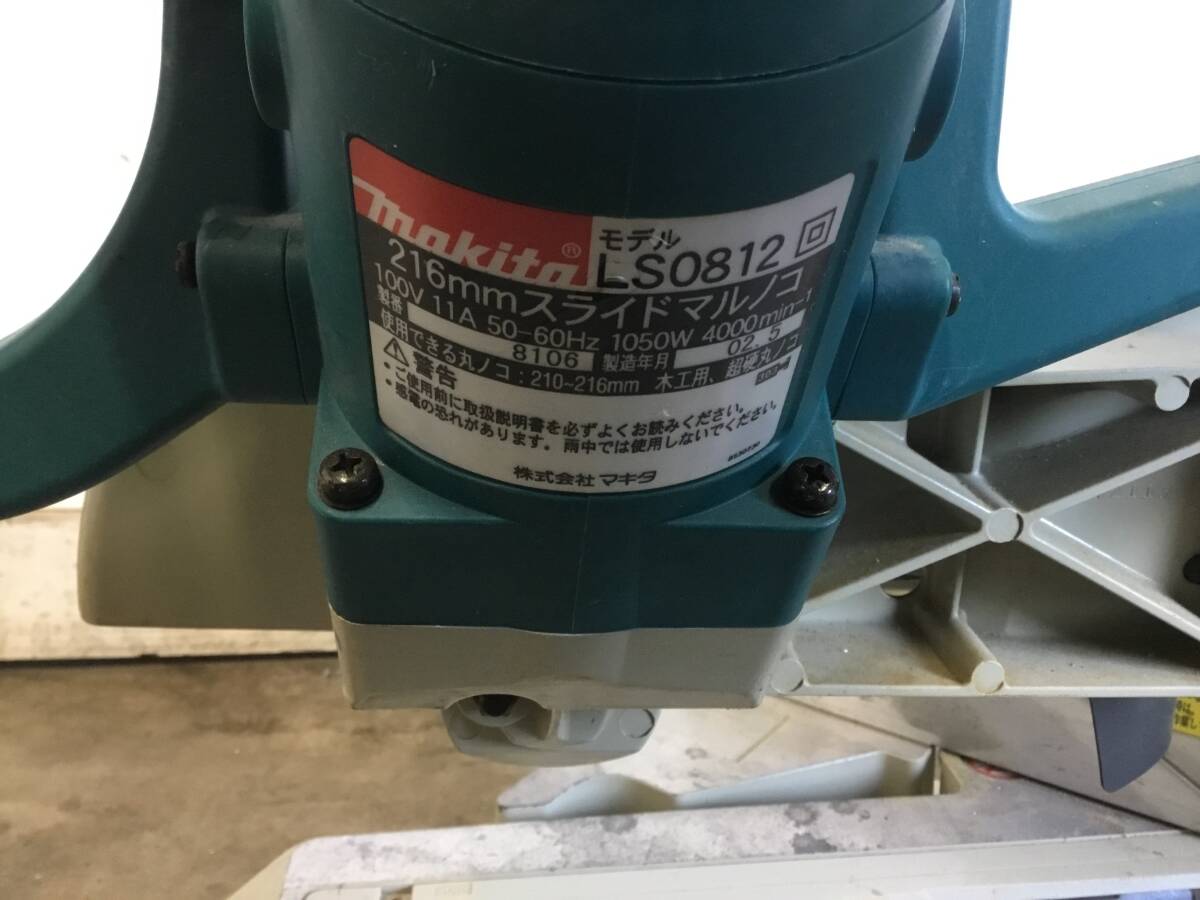 makita®
モデル
LS0812
216mmスライドマルノコ
100V 11A 50-60Hz 1050W 4000min-1
製番 8106 製造年月 02. 5
使用できる丸ノコ：210~216mm 木工用、超硬丸ノコ
警告
・ご使用前に取扱説明書を必ずよくお読みください。
・感電の恐れがあります。雨中では使用しないでください。
株式会社 マキタ